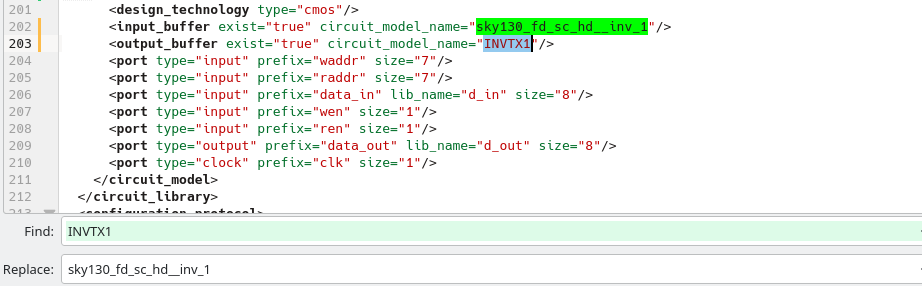 201 <design_technology type="cmos"/>
202 <input_buffer exist="true" circuit_model_name="sky130_fd_sc_hd__inv_1"/>
203 <output_buffer exist="true" circuit_model_name="INVTX1"/>
204 <port type="input" prefix="waddr" size="7"/>
205 <port type="input" prefix="raddr" size="7"/>
206 <port type="input" prefix="data_in" lib_name="d_in" size="8"/>
207 <port type="input" prefix="wen" size="1"/>
208 <port type="input" prefix="ren" size="1"/>
209 <port type="output" prefix="data_out" lib_name="d_out" size="8"/>
210 <port type="clock" prefix="clk" size="1"/>
211 </circuit_model>
212 </circuit_library>
213 <configuration_protocol>
Find: INVTX1
Replace: sky130_fd_sc_hd__inv_1